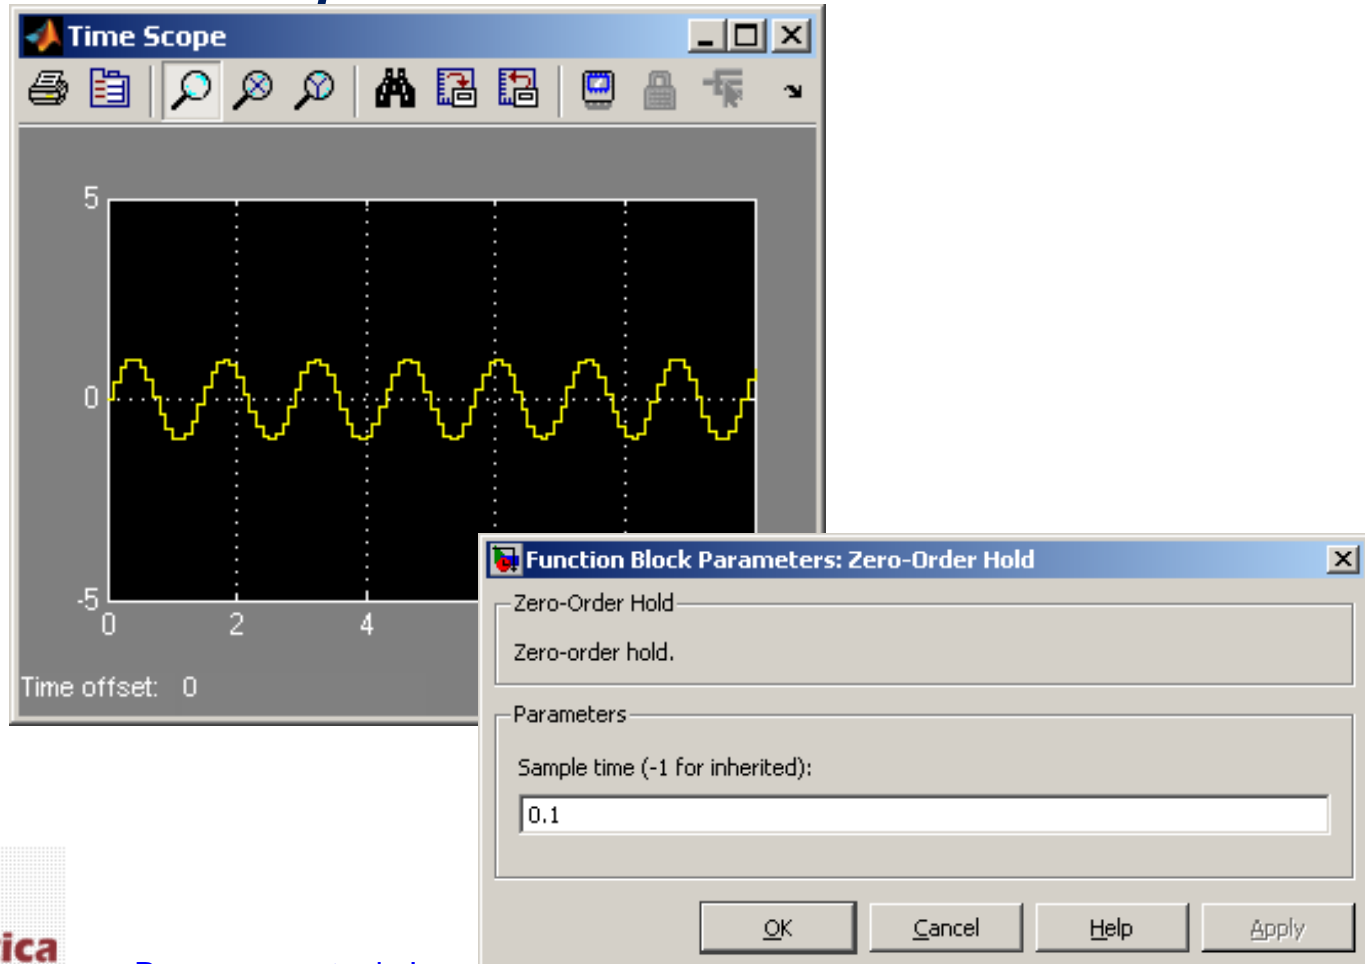 Time Scope
5
0
-5
0
2
4
Time offset: 0
Function Block Parameters: Zero-Order Hold
Zero-Order Hold
Zero-order hold.
Parameters
Sample time (-1 for inherited):
0.1
OK
Cancel
Help
Apply
ica